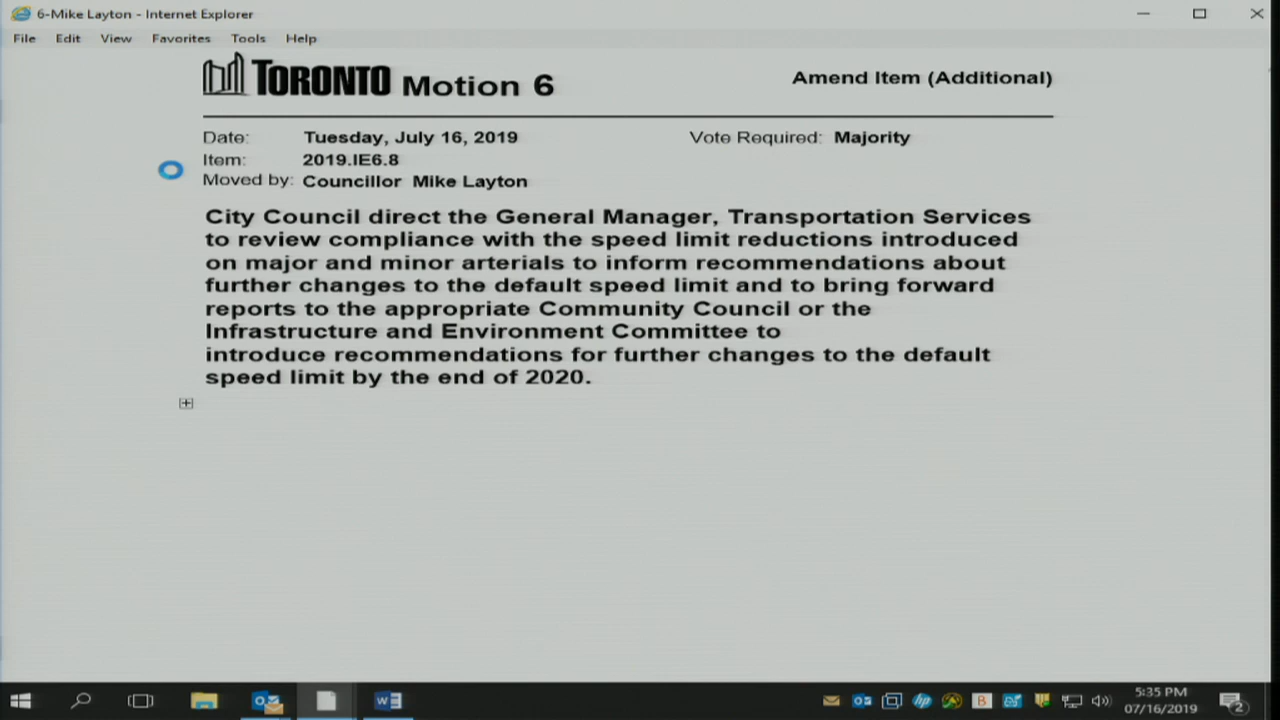 6-Mike Layton - Internet Explorer
File Edit View Favorites Tools Help
TORONTO Motion 6
Amend Item (Additional)
Date: Tuesday, July 16, 2019
Vote Required: Majority
Item: 2019.IE6.8
Moved by: Councillor Mike Layton
City Council direct the General Manager, Transportation Services
to review compliance with the speed limit reductions introduced
on major and minor arterials to inform recommendations about
further changes to the default speed limit and to bring forward
reports to the appropriate Community Council or the
Infrastructure and Environment Committee to
introduce recommendations for further changes to the default
speed limit by the end of 2020.
5:35 PM
07/16/2019
2